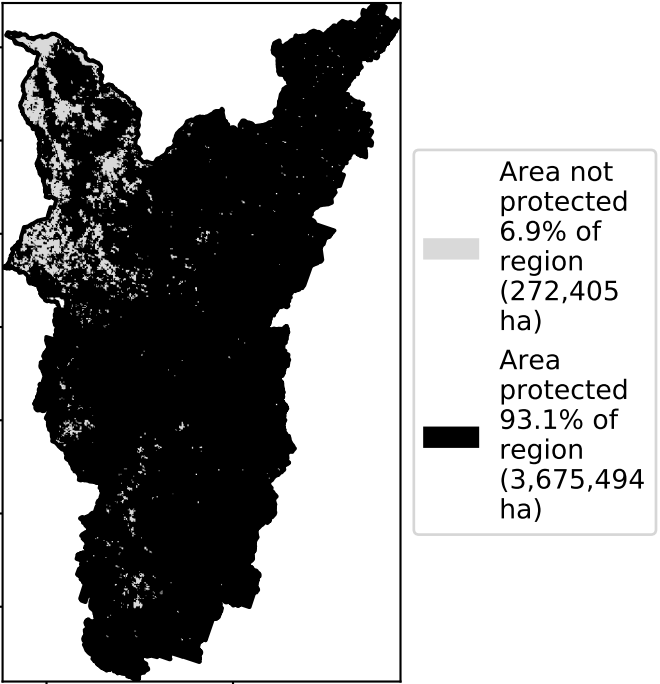 Area not
protected
6.9% of
region
(272,405
ha)
Area
protected
93.1% of
region
(3,675,494
ha)